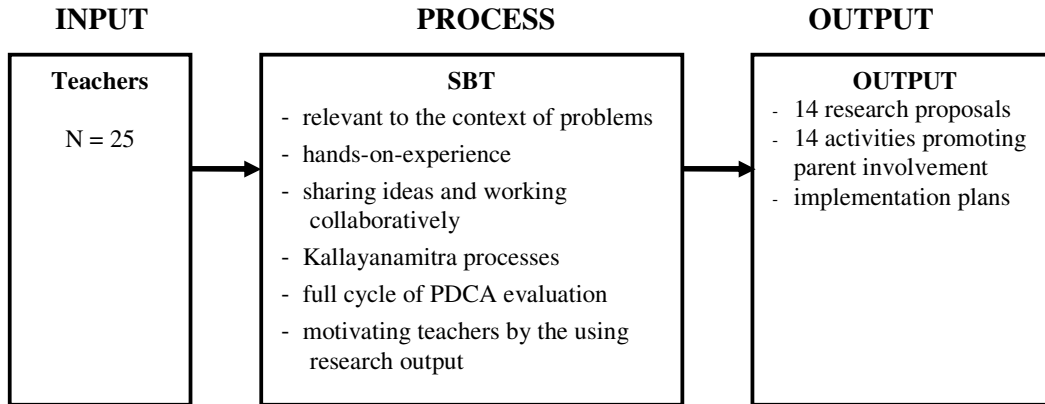 INPUT
PROCESS
OUTPUT
Teachers
N = 25
SBT
- relevant to the context of problems
- hands-on-experience
- sharing ideas and working
collaboratively
- Kallayanamitra processes
- full cycle of PDCA evaluation
- motivating teachers by the using
research output
OUTPUT
- 14 research proposals
- 14 activities promoting
parent involvement
- implementation plans